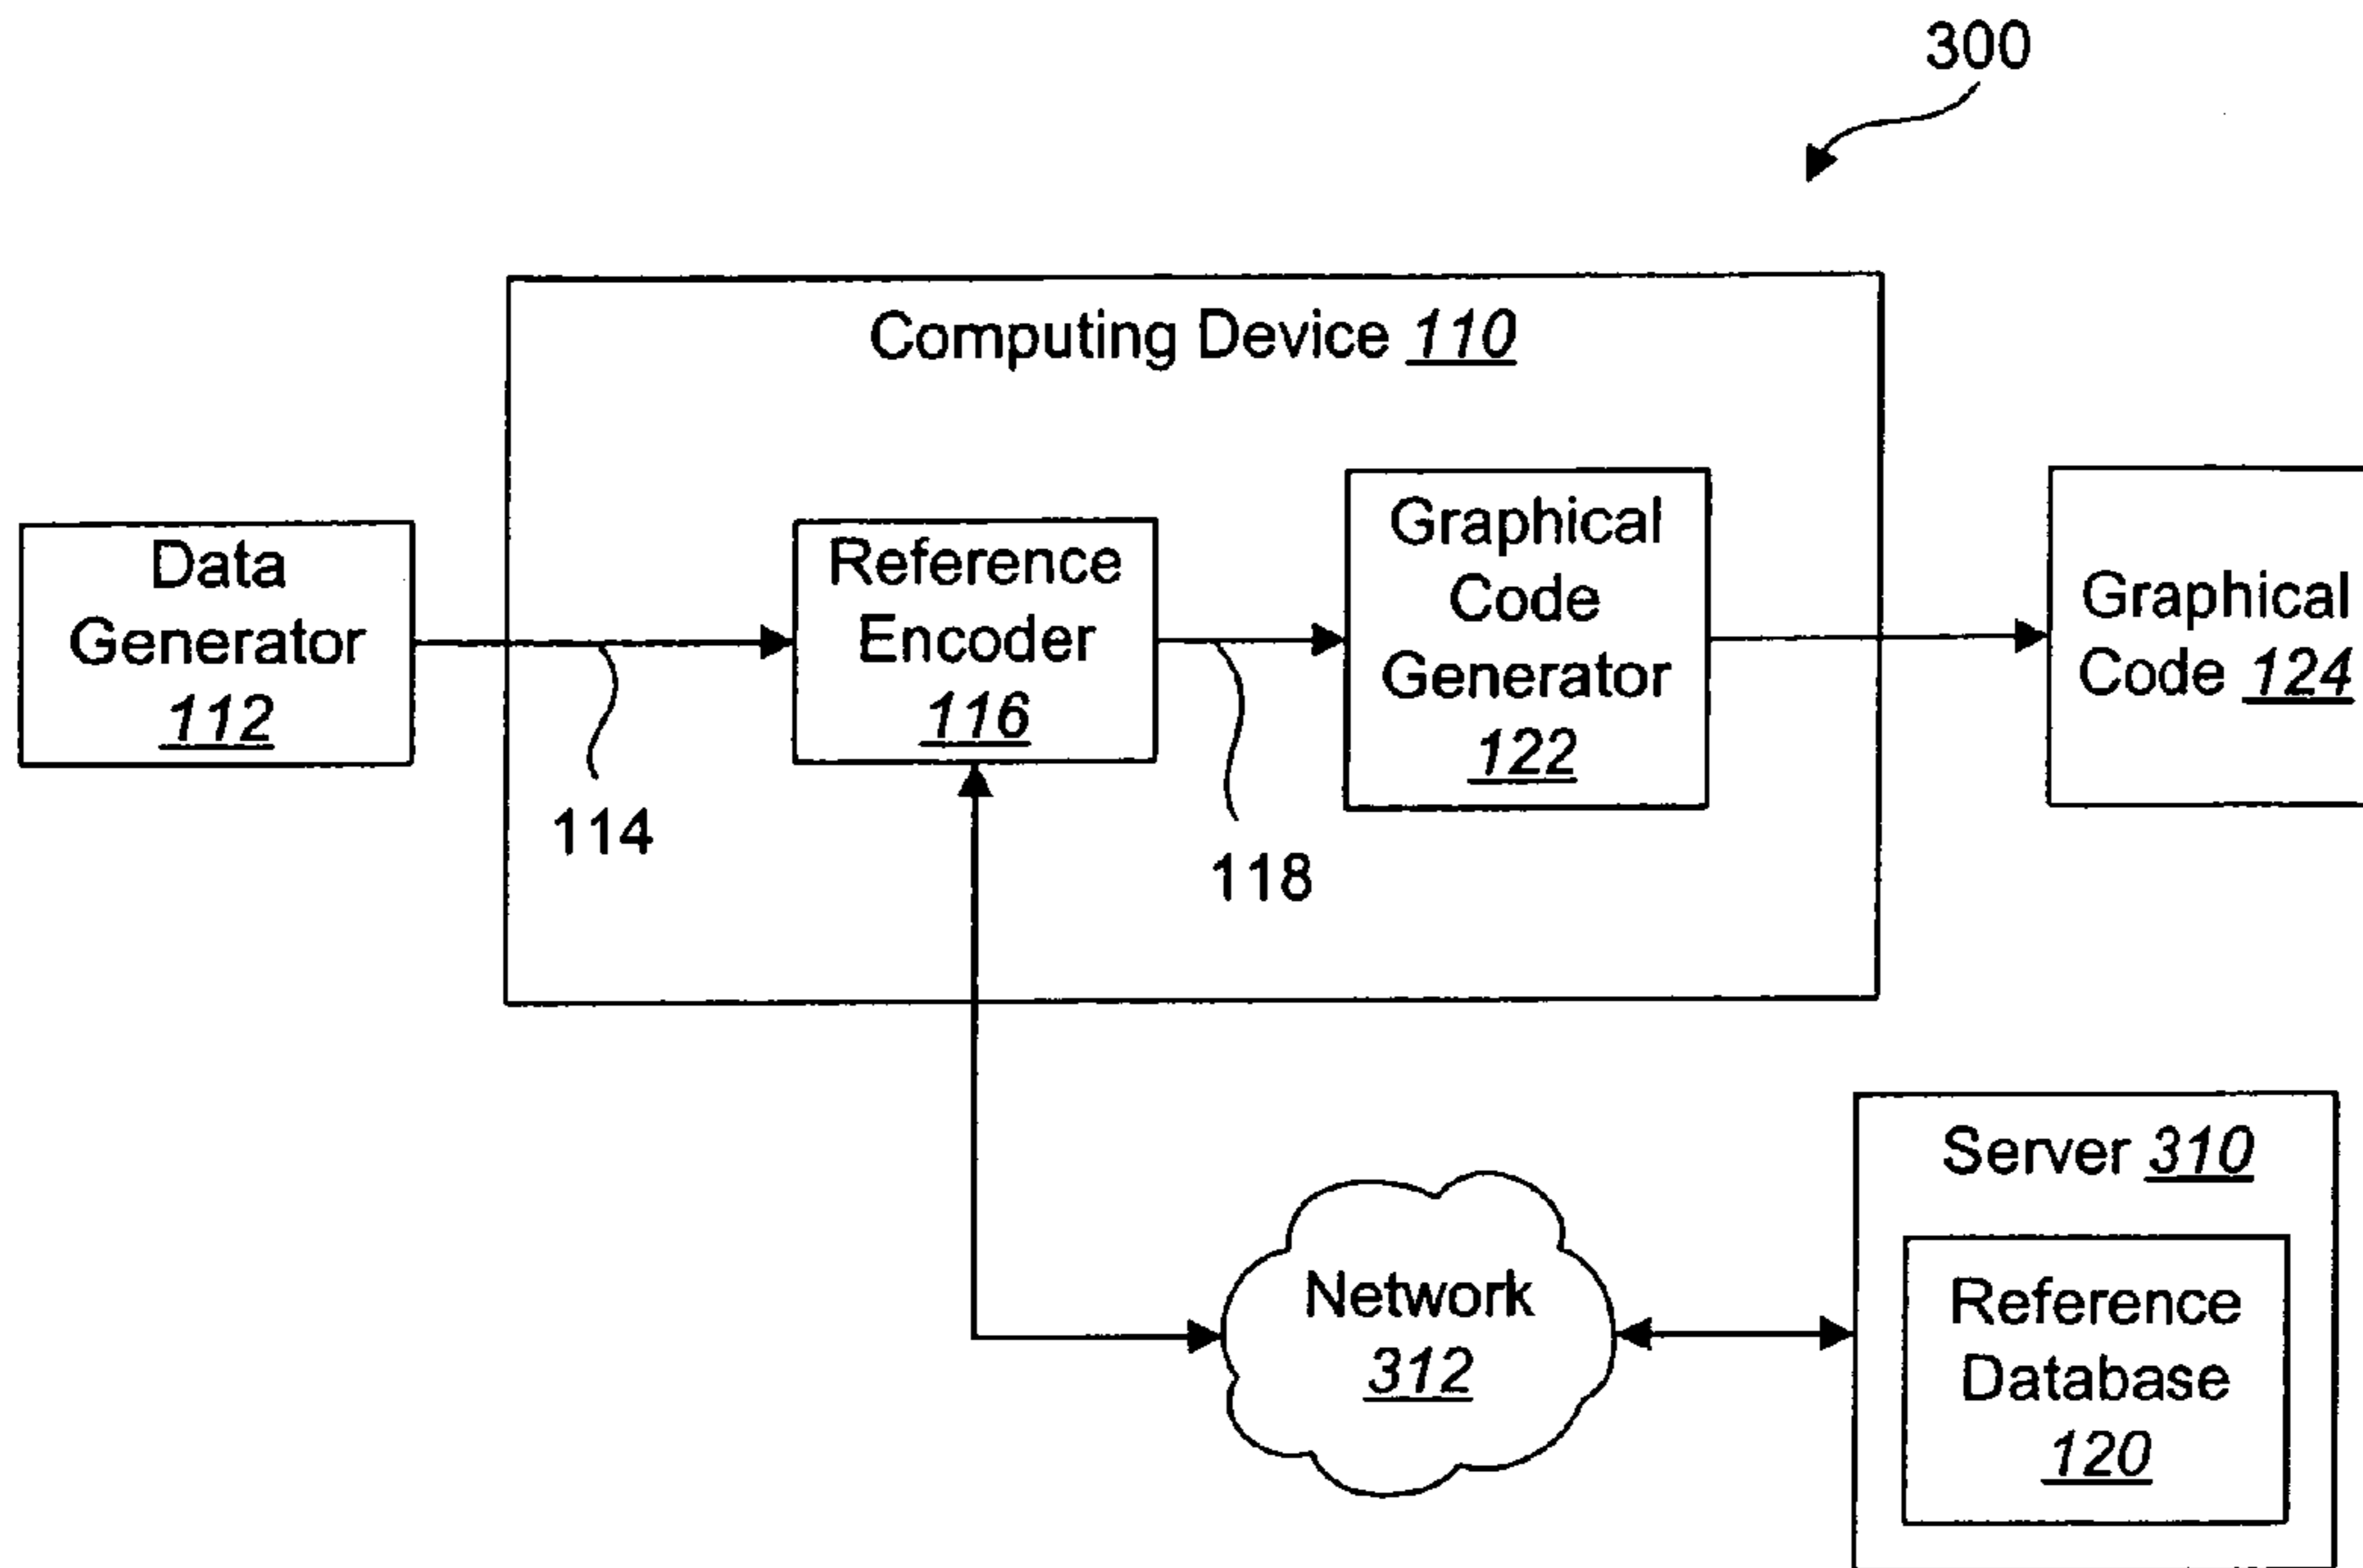 300
Computing Device 110
Data
Generator
112
114
Reference
Encoder
116
118
Graphical
Code
Generator
122
Graphical
Code 124
Network
312
Server 310
Reference
Database
120